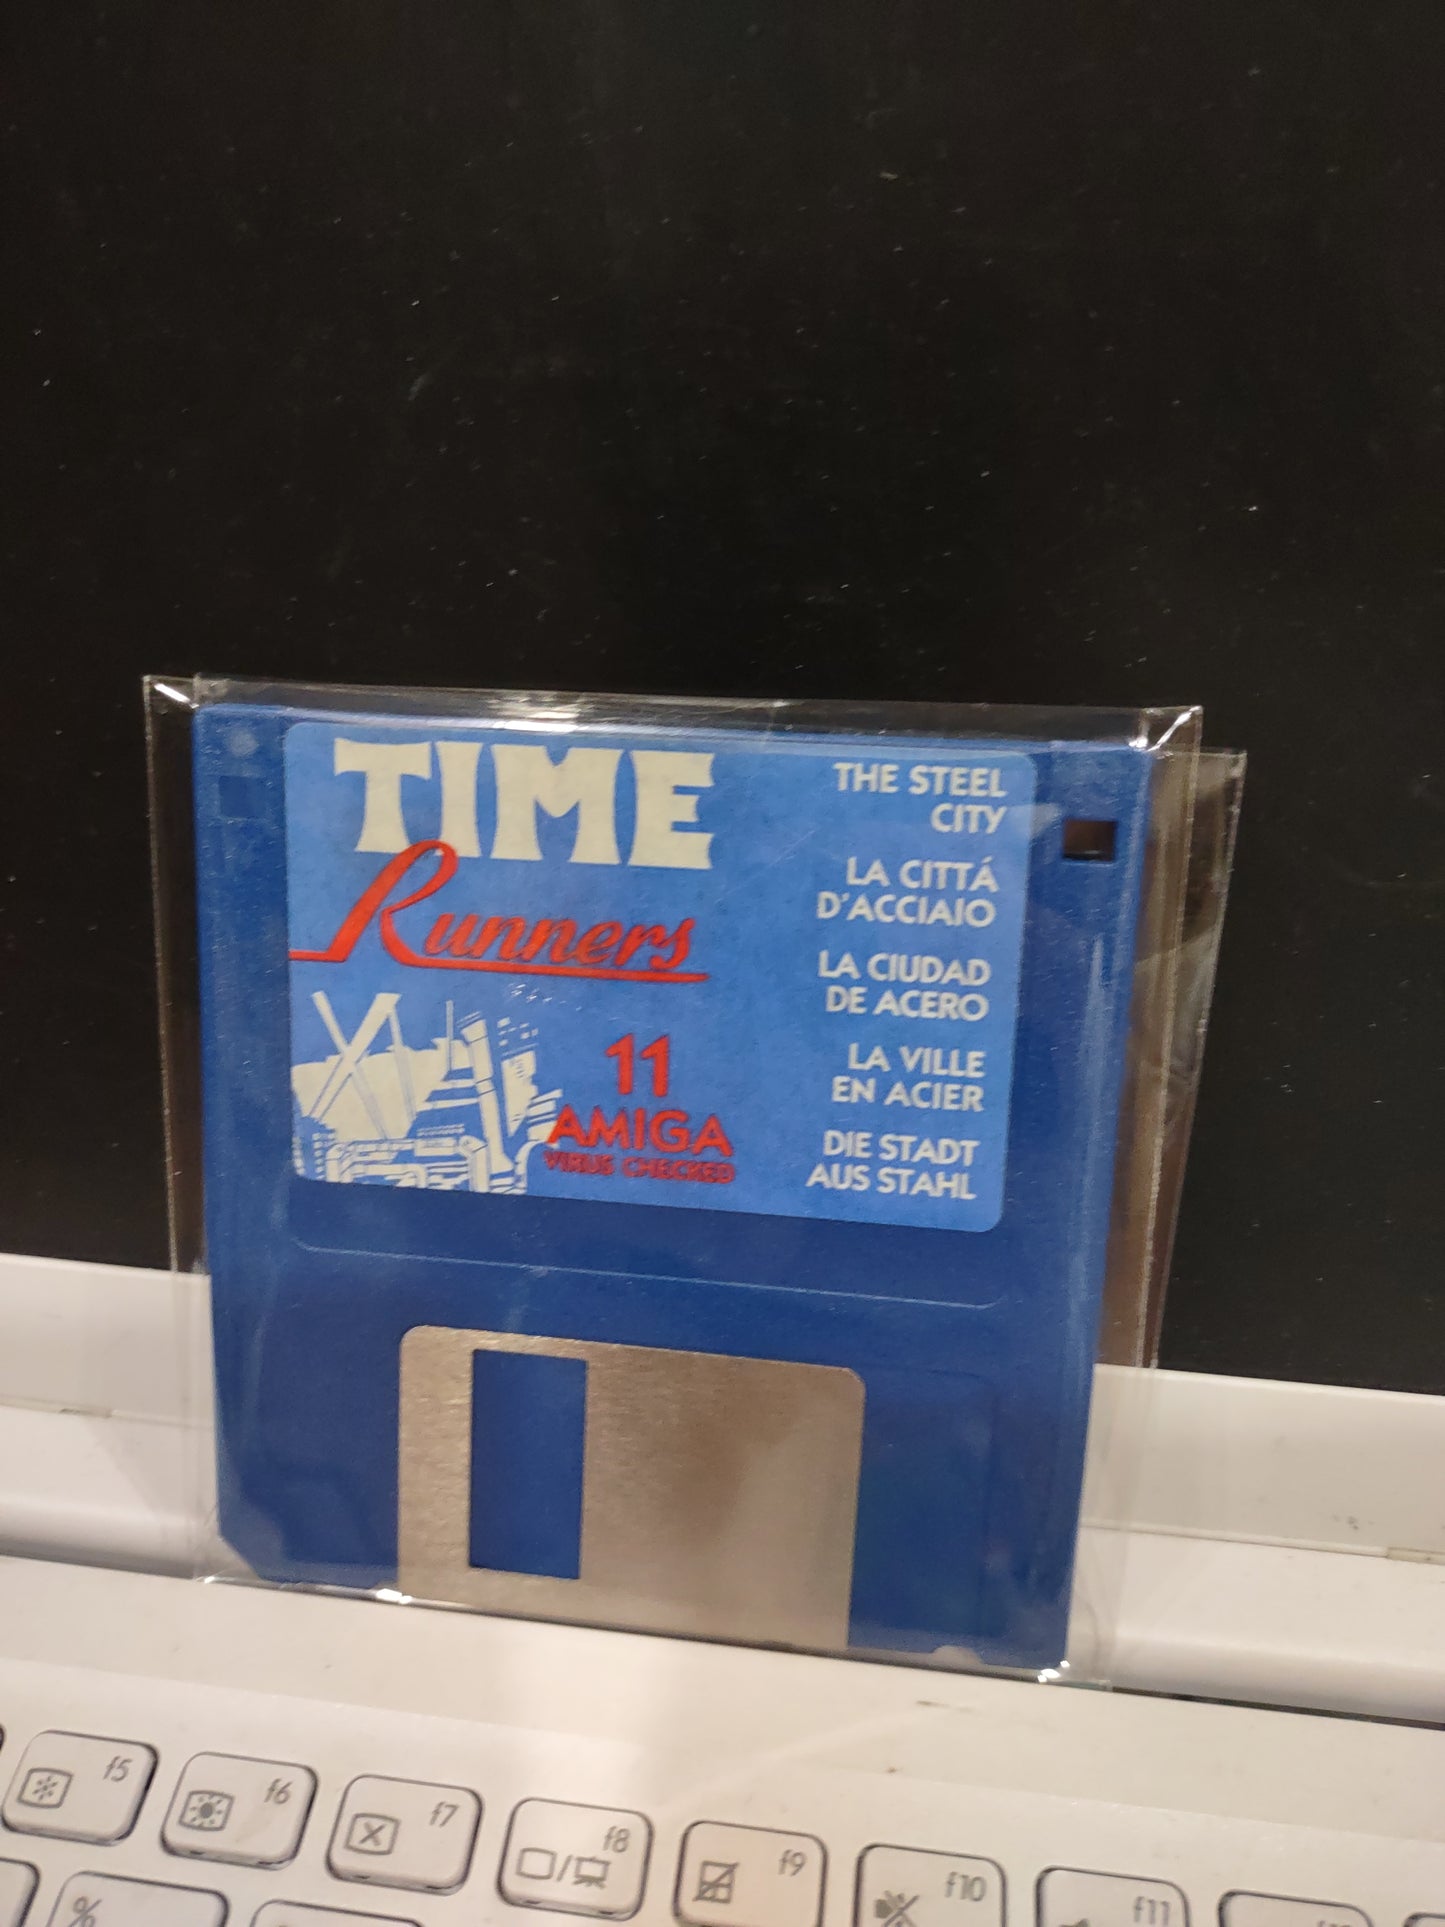 TIME
Runners
11
AMIGA
VIRUS CHECKED
THE STEEL
CITY
LA CITTÁ
D'ACCIAIO
LA CIUDAD
DE ACERO
LA VILLE
EN ACIER
DIE STADT
AUS STAHL
f5
f6
f7
f8
f9
f10
f11
%